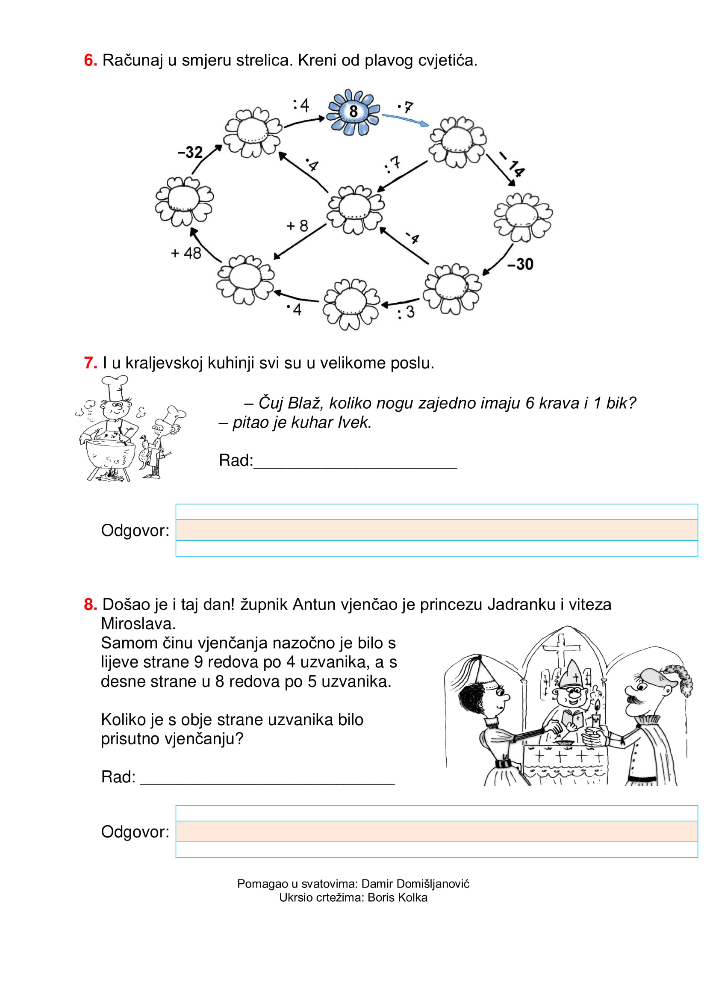 6. Računaj u smjeru strelica. Kreni od plavog cvjetića.
:4
8
·7
–32
·4
:7
–14
+ 8
-4
+ 48
–30
·4
: 3
7. I u kraljevskoj kuhinji svi su u velikome poslu.
– Čuj Blaž, koliko nogu zajedno imaju 6 krava i 1 bik?
– pitao je kuhar Ivek.
Rad:______________________
Odgovor:
8. Došao je i taj dan! župnik Antun vjenčao je princezu Jadranku i viteza
Miroslava.
Samom činu vjenčanja nazočno je bilo s
lijeve strane 9 redova po 4 uzvanika, a s
desne strane u 8 redova po 5 uzvanika.
Koliko je s obje strane uzvanika bilo
prisutno vjenčanju?
Rad: ____________________________
Odgovor:
Pomagao u svatovima: Damir Domišljanović
Ukrsio crtežima: Boris Kolka